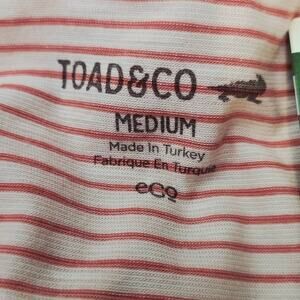 TOAD&CO
MEDIUM
Made in Turkey
Fabrique En Turquie
eco